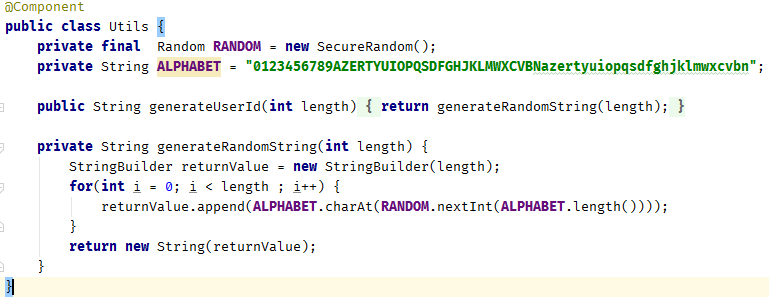 @Component
public class Utils {
    private final  Random RANDOM = new SecureRandom();
    private String ALPHABET = "0123456789AZERTYUIOPQSDFGHJKLMWXCVBNazertyuiopqsdfghjklmwxcvbn";
    public String generateUserId(int length) { return generateRandomString(length); }
    private String generateRandomString(int length) {
        StringBuilder returnValue = new StringBuilder(length);
        for(int i = 0; i < length ; i++) {
            returnValue.append(ALPHABET.charAt(RANDOM.nextInt(ALPHABET.length())));
        }
        return new String(returnValue);
    }
}